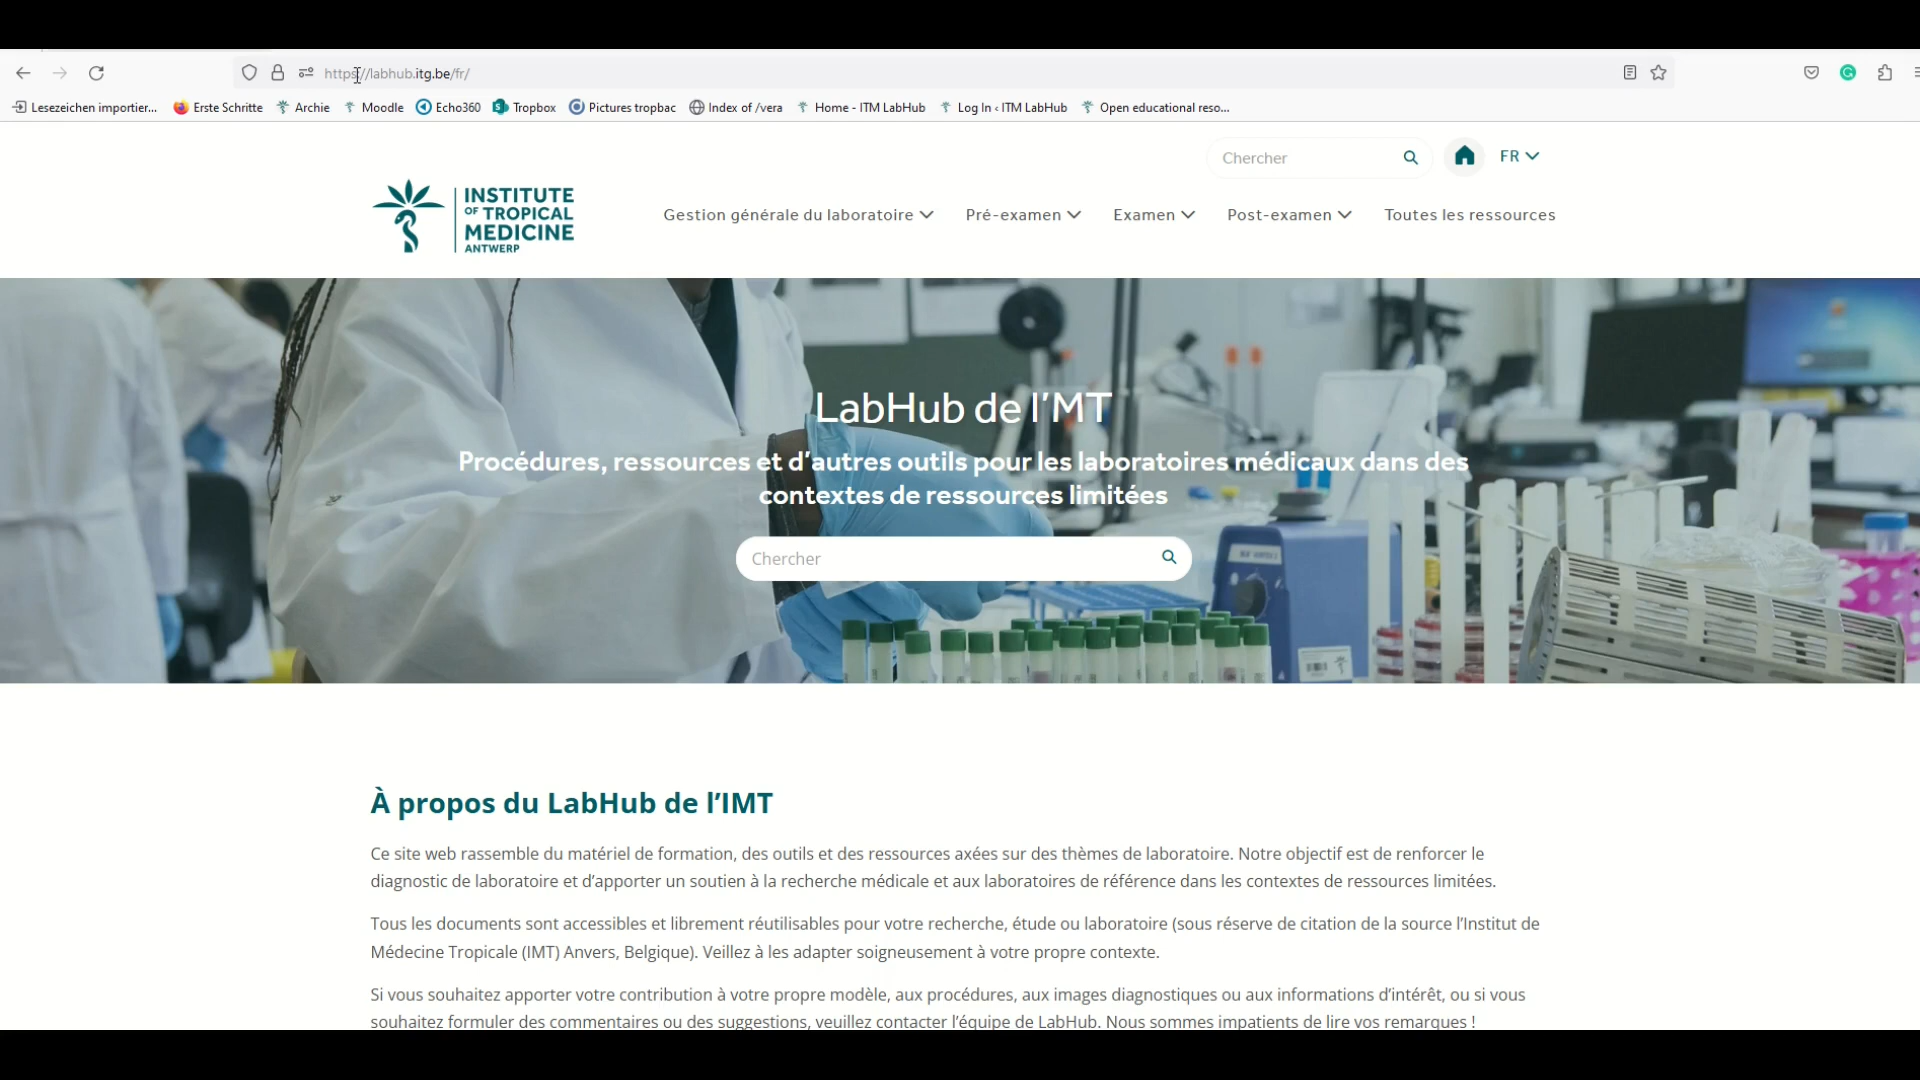 https://labhub.itg.be/fr/
Lesezeichen importier... Erste Schritte Archie Moodle Echo360 Tropbox Pictures tropbac Index of /vera Home - ITM LabHub Log In ‹ ITM LabHub Open educational reso...
Chercher FR
INSTITUTE
OF TROPICAL
MEDICINE
ANTWERP
Gestion générale du laboratoire Pré-examen Examen Post-examen Toutes les ressources
LabHub de l’MT
Procédures, ressources et d’autres outils pour les laboratoires médicaux dans des
contextes de ressources limitées
Chercher
À propos du LabHub de l’IMT
Ce site web rassemble du matériel de formation, des outils et des ressources axées sur des thèmes de laboratoire. Notre objectif est de renforcer le
diagnostic de laboratoire et d’apporter un soutien à la recherche médicale et aux laboratoires de référence dans les contextes de ressources limitées.
Tous les documents sont accessibles et librement réutilisables pour votre recherche, étude ou laboratoire (sous réserve de citation de la source l’Institut de
Médecine Tropicale (IMT) Anvers, Belgique). Veillez à les adapter soigneusement à votre propre contexte.
Si vous souhaitez apporter votre contribution à votre propre modèle, aux procédures, aux images diagnostiques ou aux informations d’intérêt, ou si vous
souhaitez formuler des commentaires ou des suggestions, veuillez contacter l’équipe de LabHub. Nous sommes impatients de lire vos remarques !